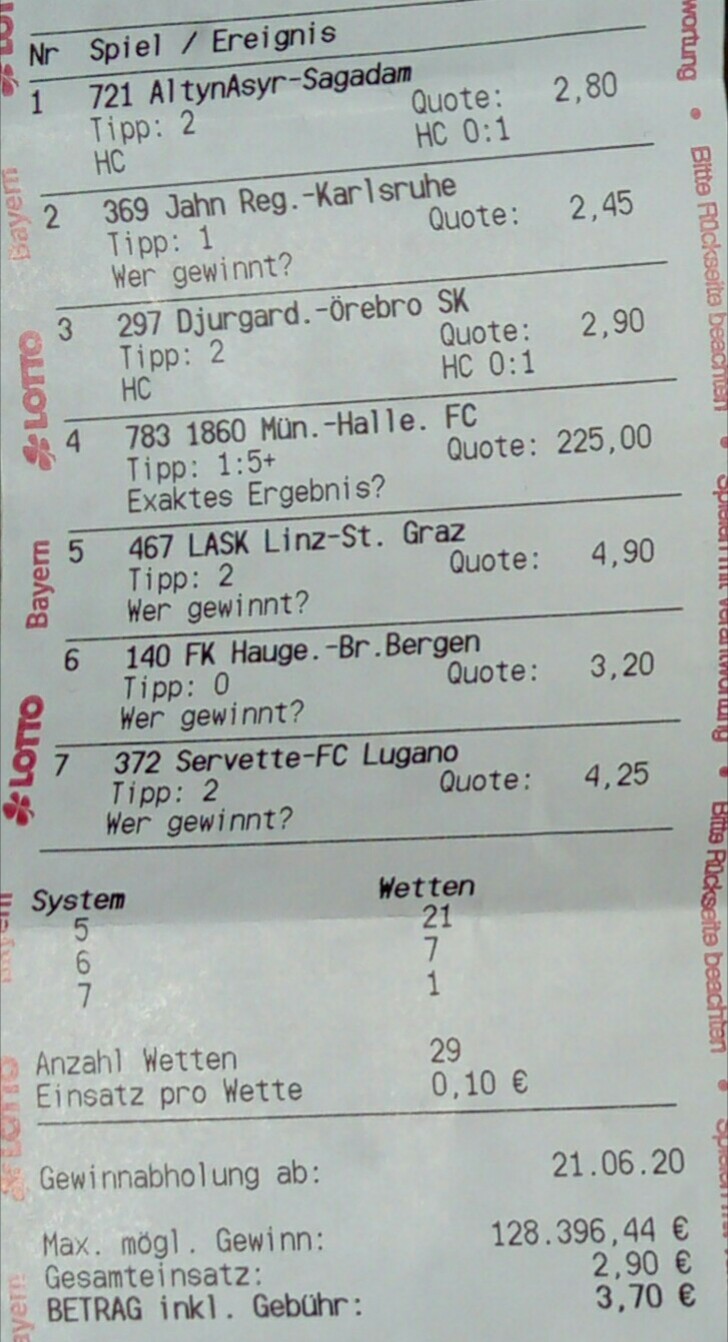 Nr Spiel / Ereignis
1 721 AltynAsyr-Sagadam
Tipp: 2 Quote: 2,80
HC HC 0:1
2 369 Jahn Reg.-Karlsruhe
Tipp: 1 Quote: 2,45
Wer gewinnt?
3 297 Djurgard.-Örebro SK
Tipp: 2 Quote: 2,90
HC HC 0:1
4 783 1860 Mün.-Halle. FC
Tipp: 1:5+ Quote: 225,00
Exaktes Ergebnis?
5 467 LASK Linz-St. Graz
Tipp: 2 Quote: 4,90
Wer gewinnt?
6 140 FK Hauge.-Br.Bergen
Tipp: 0 Quote: 3,20
Wer gewinnt?
7 372 Servette-FC Lugano
Tipp: 2 Quote: 4,25
Wer gewinnt?
System Wetten
5 21
6 7
7 1
Anzahl Wetten 29
Einsatz pro Wette 0,10 €
Gewinnabholung ab: 21.06.20
Max. mögl. Gewinn: 128.396,44 €
Gesamteinsatz: 2,90 €
BETRAG inkl. Gebühr: 3,70 €
LOTTO
Bayern
LOTTO
Bayern
LOTTO
Bitte Rückseite beachten
Bitte Rückseite beachten